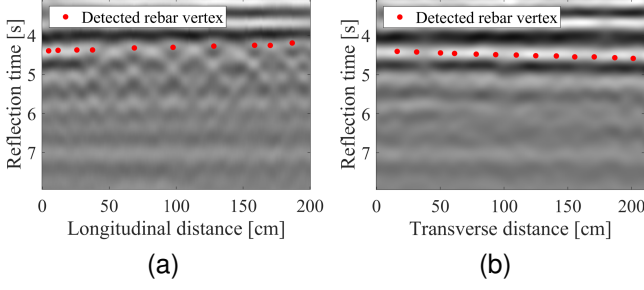 Detected rebar vertex
4
5
6
7
Reflection time [s]
0 50 100 150 200
Longitudinal distance [cm]
(a)
Detected rebar vertex
4
5
6
7
Reflection time [s]
0 50 100 150 200
Transverse distance [cm]
(b)